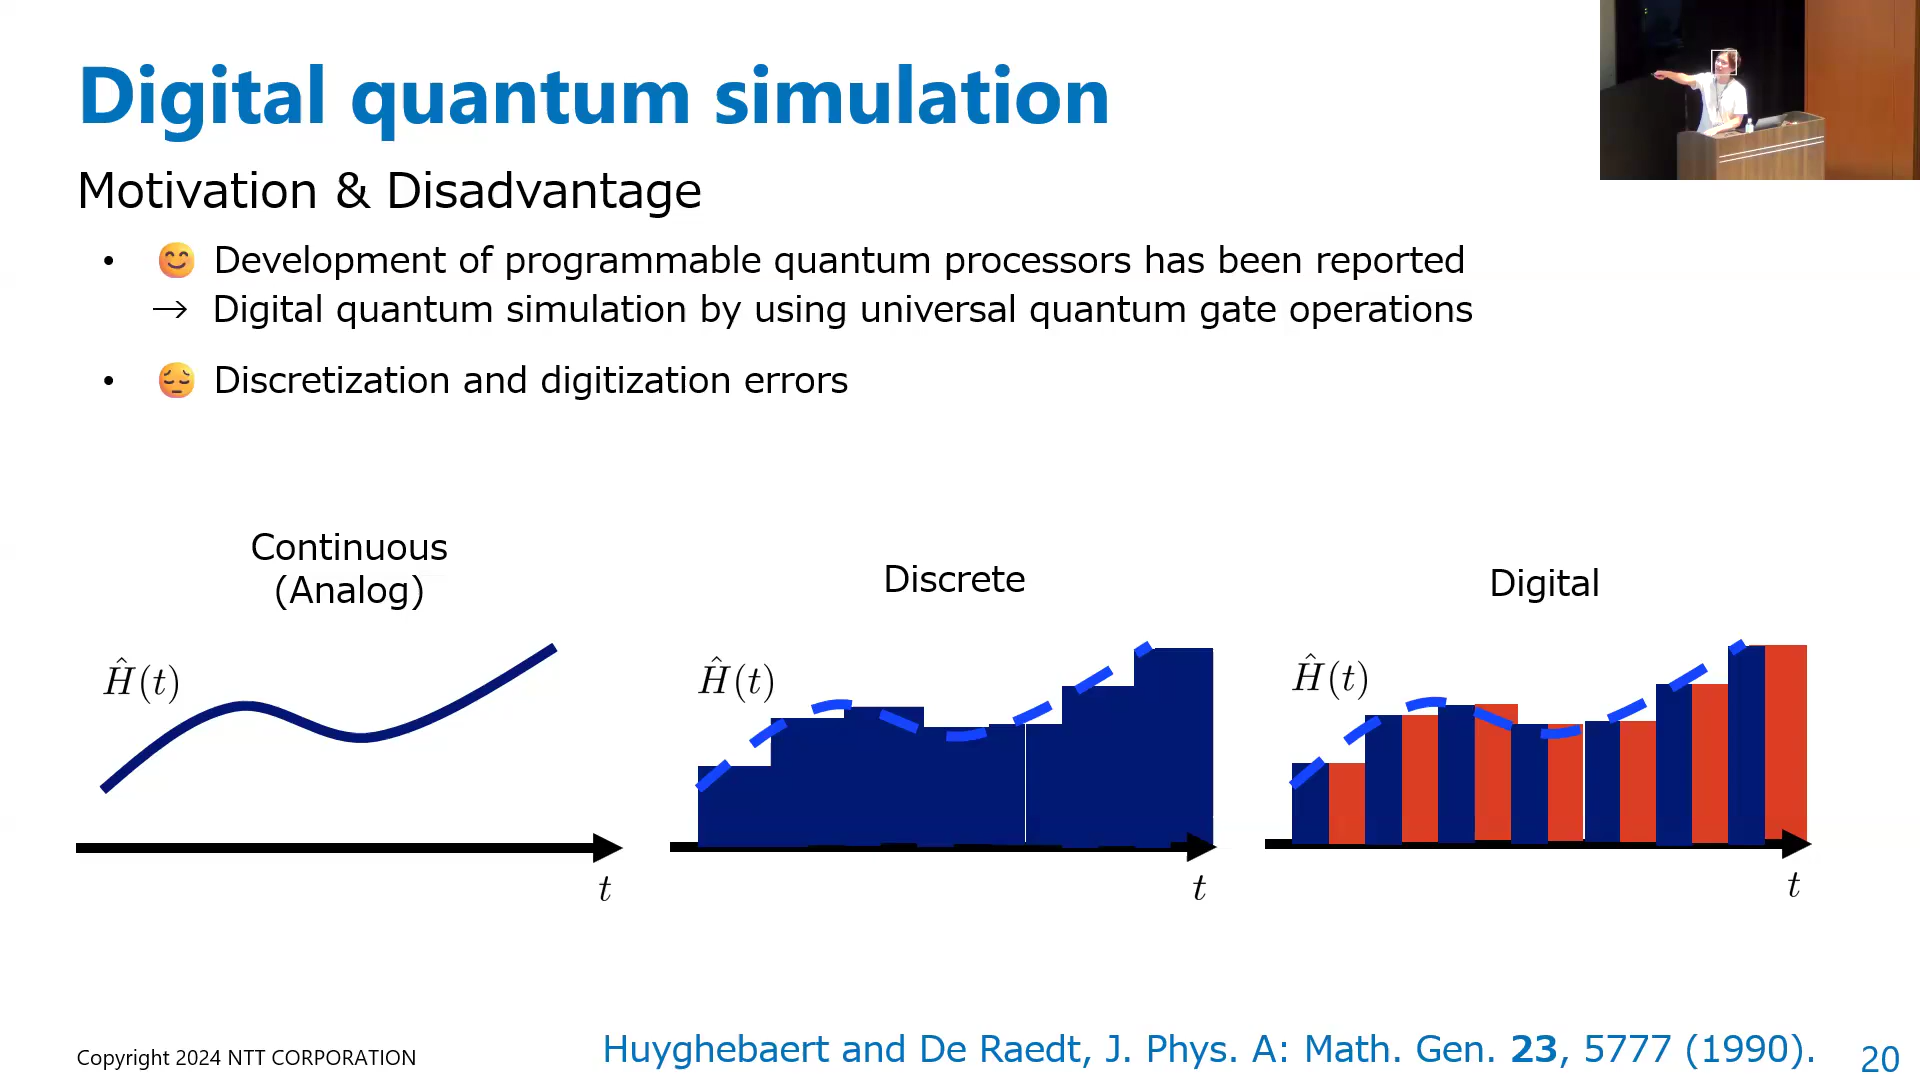 Digital quantum simulation
Motivation & Disadvantage
• 😊 Development of programmable quantum processors has been reported
→ Digital quantum simulation by using universal quantum gate operations
• 😔 Discretization and digitization errors
Continuous
(Analog)
Discrete
Digital
Ĥ(t)
Ĥ(t)
Ĥ(t)
t
t
t
Copyright 2024 NTT CORPORATION
Huyghebaert and De Raedt, J. Phys. A: Math. Gen. 23, 5777 (1990).
20